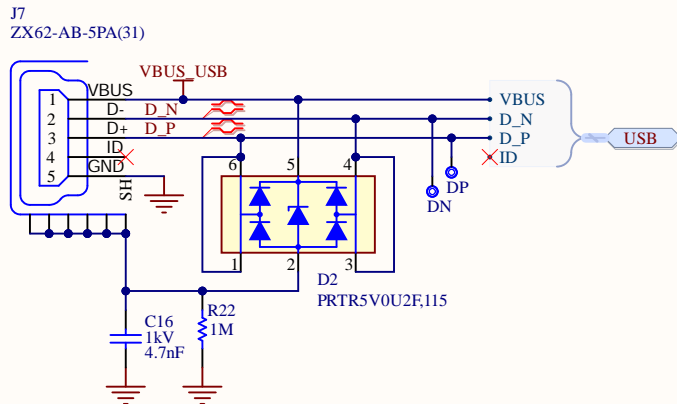 J7
ZX62-AB-5PA(31)
VBUS_USB
1 VBUS
2 D- D_N
3 D+ D_P
4 ID
5 GND
SH
VBUS
D_N
D_P
ID
USB
6 5 4
DP
DN
1 2 3
D2
PRTR5V0U2F,115
C16
1kV
4.7nF
R22
1M